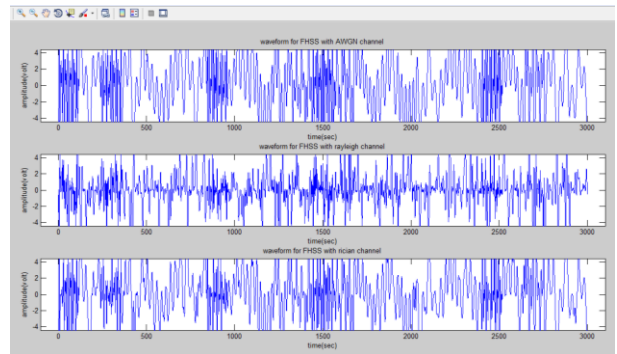 waveform for FHSS with AWGN channel
4
2
0
-2
-4
amplitude(volt)
0 500 1000 1500 2000 2500 3000
time(sec)
waveform for FHSS with rayleigh channel
4
2
0
-2
-4
amplitude(volt)
0 500 1000 1500 2000 2500 3000
time(sec)
waveform for FHSS with rician channel
4
2
0
-2
-4
amplitude(volt)
0 500 1000 1500 2000 2500 3000
time(sec)